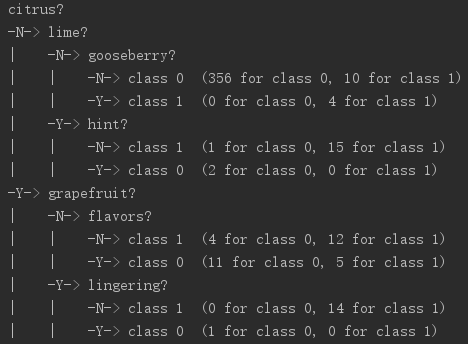 citrus?
-N-> lime?
|    -N-> gooseberry?
|    |    -N-> class 0  (356 for class 0, 10 for class 1)
|    |    -Y-> class 1  (0 for class 0, 4 for class 1)
|    -Y-> hint?
|    |    -N-> class 1  (1 for class 0, 15 for class 1)
|    |    -Y-> class 0  (2 for class 0, 0 for class 1)
-Y-> grapefruit?
|    -N-> flavors?
|    |    -N-> class 1  (4 for class 0, 12 for class 1)
|    |    -Y-> class 0  (11 for class 0, 5 for class 1)
|    -Y-> lingering?
|    |    -N-> class 1  (0 for class 0, 14 for class 1)
|    |    -Y-> class 0  (1 for class 0, 0 for class 1)